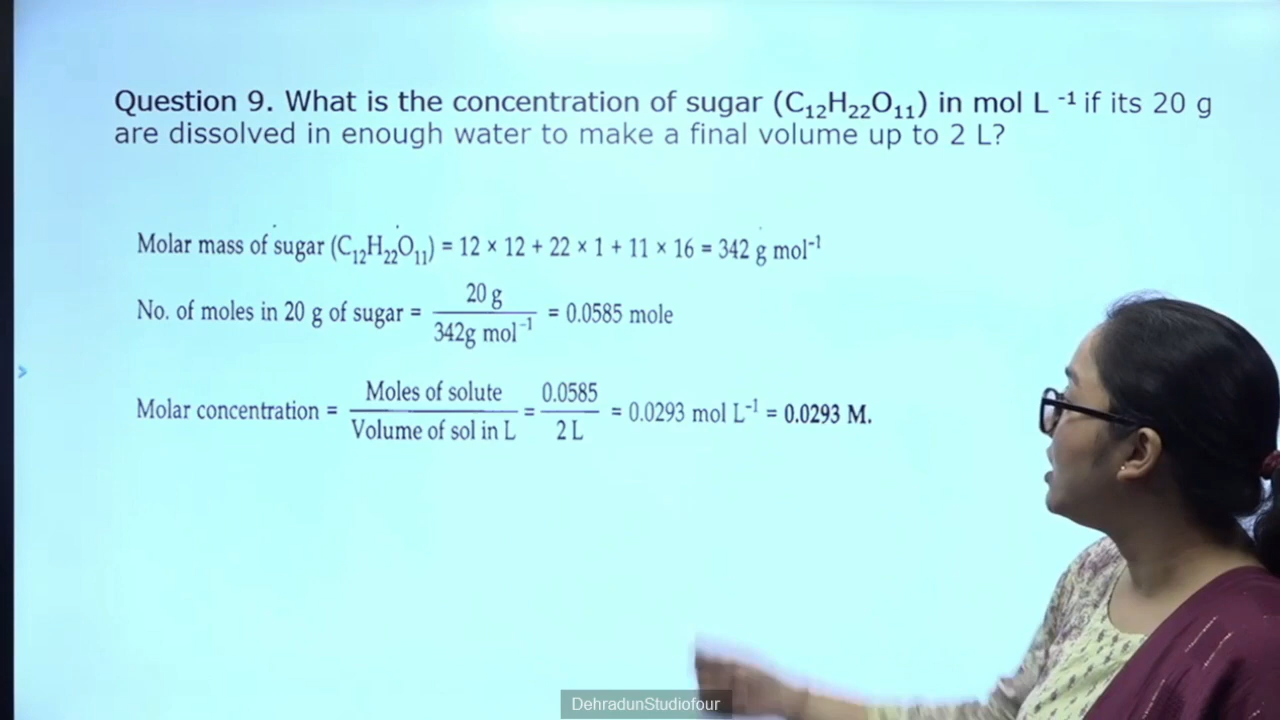 Question 9. What is the concentration of sugar (C₁₂H₂₂O₁₁) in mol L ⁻¹ if its 20 g
are dissolved in enough water to make a final volume up to 2 L?
Molar mass of sugar (C₁₂H₂₂O₁₁) = 12 × 12 + 22 × 1 + 11 × 16 = 342 g mol⁻¹
No. of moles in 20 g of sugar = 20 g / 342g mol⁻¹ = 0.0585 mole
Molar concentration = Moles of solute / Volume of sol in L = 0.0585 / 2 L = 0.0293 mol L⁻¹ = 0.0293 M.
DehradunStudiofour